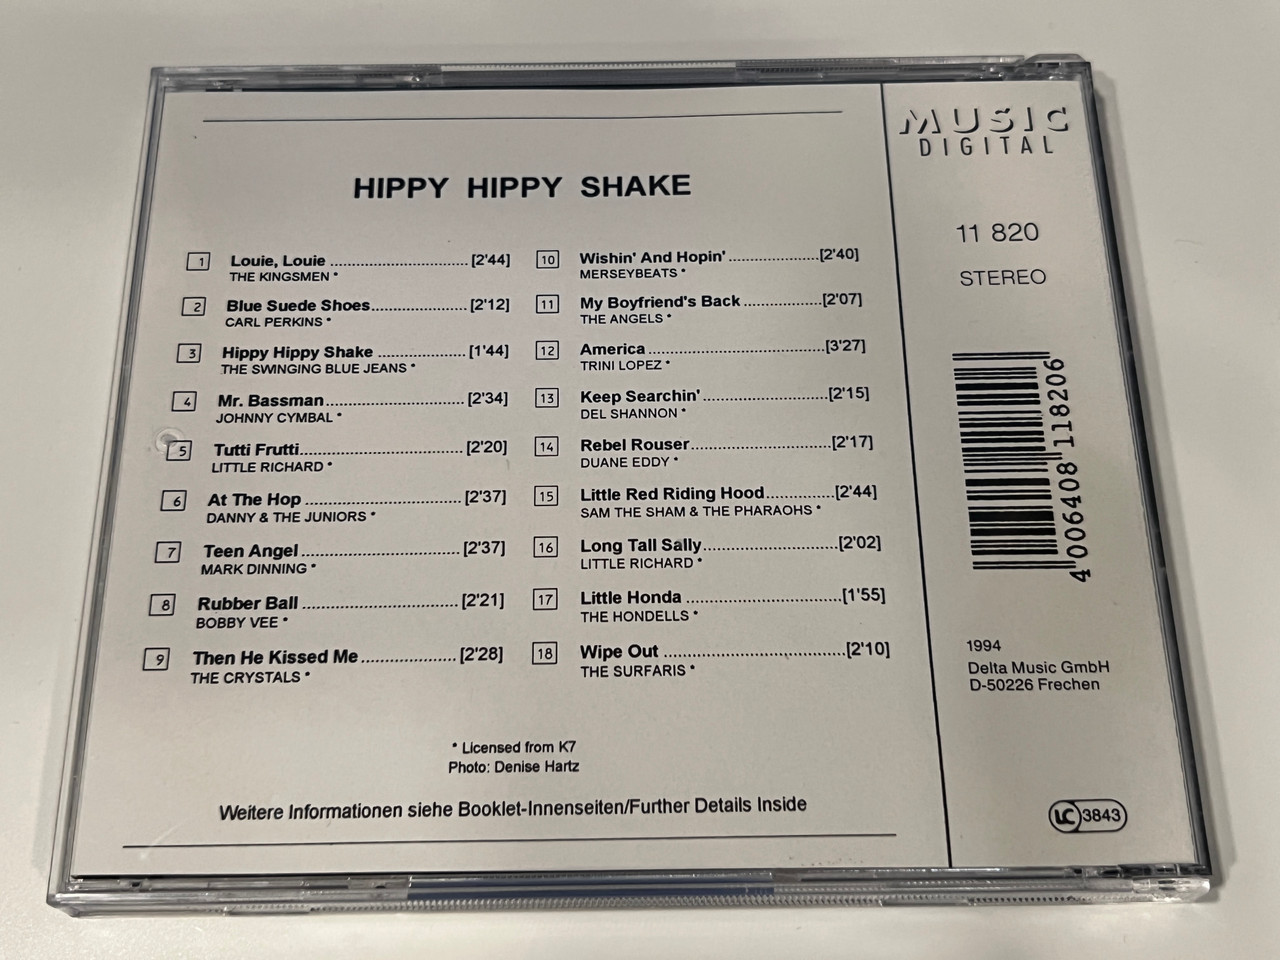 HIPPY HIPPY SHAKE
1 Louie, Louie ........................ [2'44]
THE KINGSMEN *
2 Blue Suede Shoes................ [2'12]
CARL PERKINS *
3 Hippy Hippy Shake ............... [1'44]
THE SWINGING BLUE JEANS *
4 Mr. Bassman........................ [2'34]
JOHNNY CYMBAL *
5 Tutti Frutti............................ [2'20]
LITTLE RICHARD *
6 At The Hop ........................... [2'37]
DANNY & THE JUNIORS *
7 Teen Angel ........................... [2'37]
MARK DINNING *
8 Rubber Ball .......................... [2'21]
BOBBY VEE *
9 Then He Kissed Me ................ [2'28]
THE CRYSTALS *
10 Wishin' And Hopin' ................ [2'40]
MERSEYBEATS *
11 My Boyfriend's Back .............. [2'07]
THE ANGELS *
12 America ................................ [3'27]
TRINI LOPEZ *
13 Keep Searchin' ...................... [2'15]
DEL SHANNON *
14 Rebel Rouser........................ [2'17]
DUANE EDDY *
15 Little Red Riding Hood............ [2'44]
SAM THE SHAM & THE PHARAOHS *
16 Long Tall Sally....................... [2'02]
LITTLE RICHARD *
17 Little Honda .......................... [1'55]
THE HONDELLS *
18 Wipe Out .............................. [2'10]
THE SURFARIS *
* Licensed from K7
Photo: Denise Hartz
Weitere Informationen siehe Booklet-Innenseiten/Further Details Inside
MUSIC
DIGITAL
11 820
STEREO
4 006408 118206
1994
Delta Music GmbH
D-50226 Frechen
LC 3843